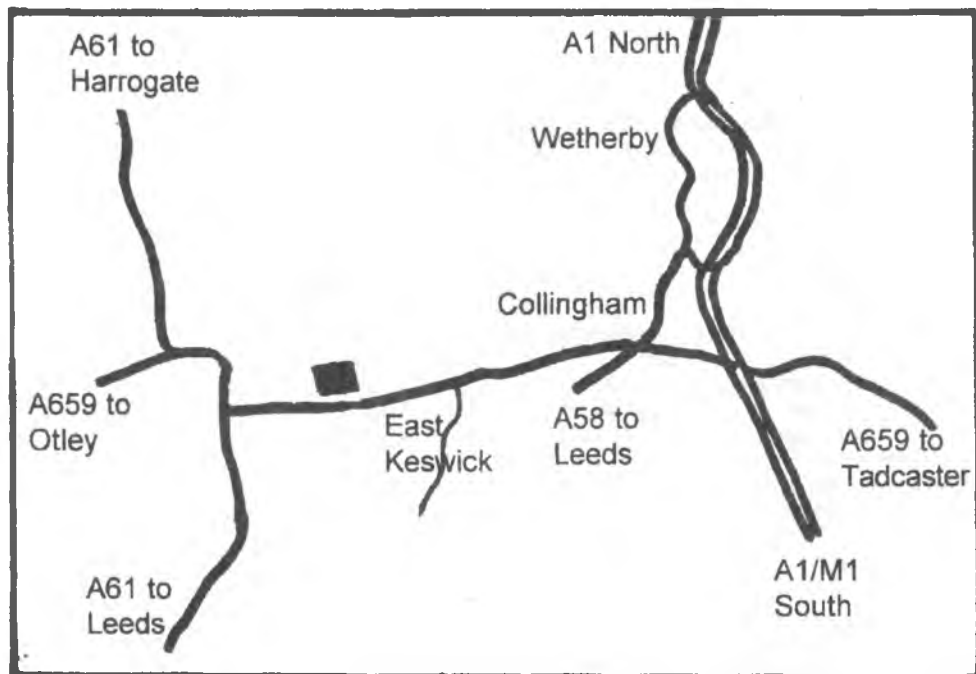 A61 to
Harrogate
A1 North
Wetherby
Collingham
A659 to
Otley
East
Keswick
A58 to
Leeds
A659 to
Tadcaster
A61 to
Leeds
A1/M1
South